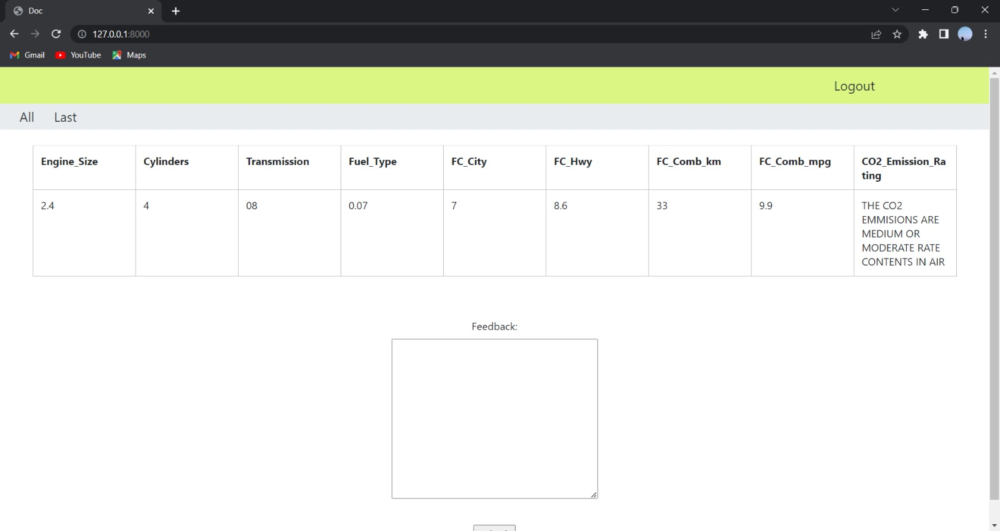 Doc
127.0.0.1:8000
Gmail YouTube Maps
Logout
All Last
Engine_Size Cylinders Transmission Fuel_Type FC_City FC_Hwy FC_Comb_km FC_Comb_mpg CO2_Emission_Ra
ting
2.4 4 08 0.07 7 8.6 33 9.9 THE CO2
EMMISIONS ARE
MEDIUM OR
MODERATE RATE
CONTENTS IN AIR
Feedback: